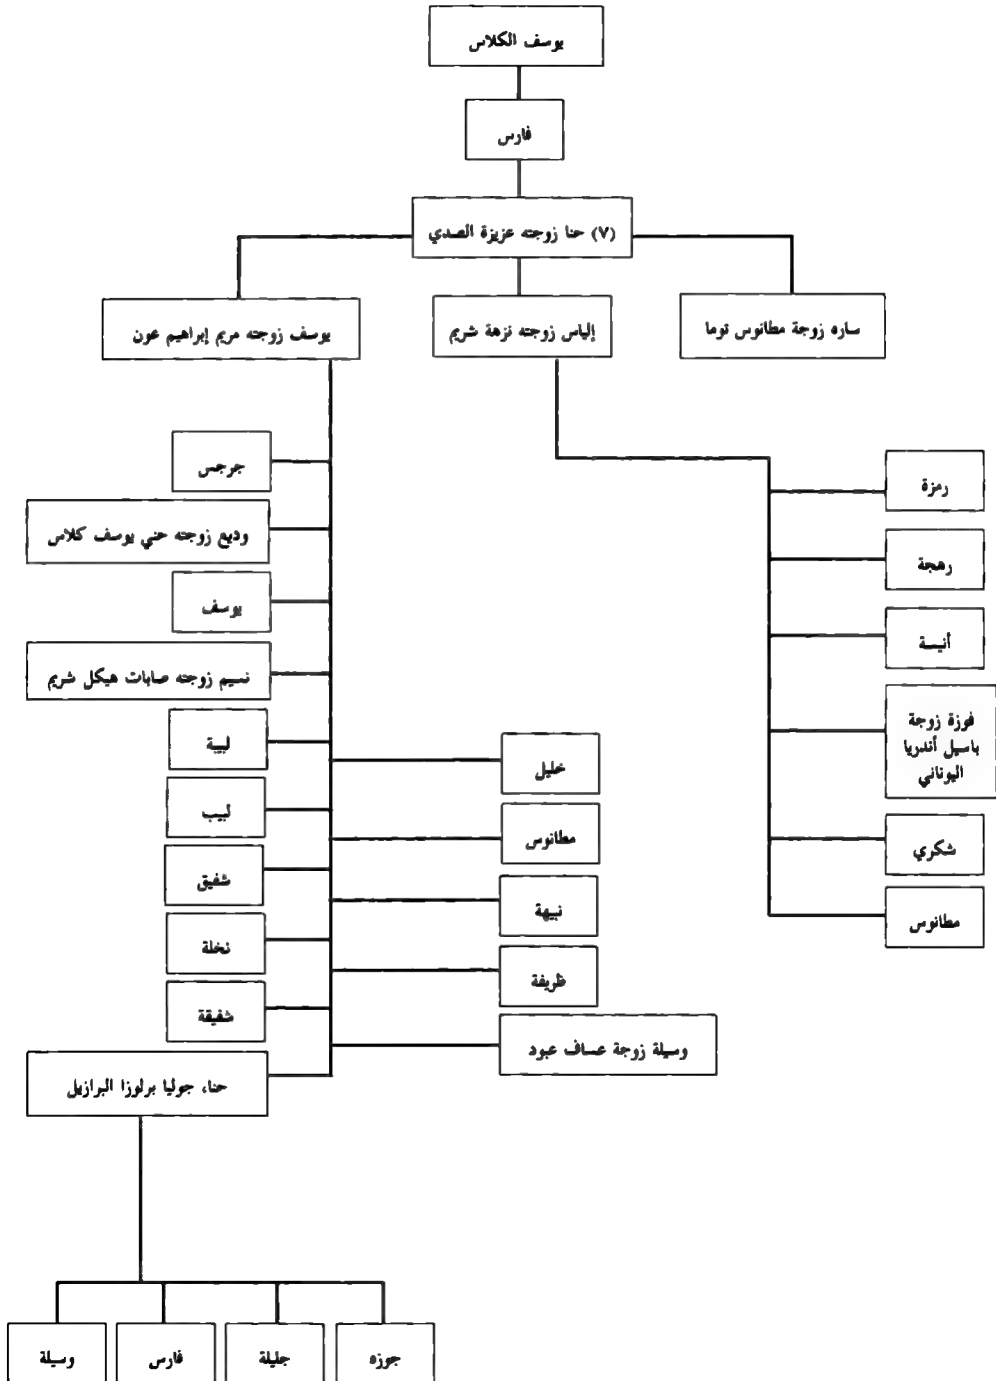 يوسف الكلاس
فارس
(٧) حنا زوجته عزيزة الصدي
ساره زوجة مطانوس توما
إلياس زوجته نزهة شريم
يوسف زوجته مريم إبراهيم عون
رمزة
رهجة
أنيسة
فوزة زوجة
باسيل أندريا
اليوناني
شكري
مطانوس
جرجس
وديع زوجته حني يوسف كلاس
يوسف
نسيم زوجته صابات هيكل شريم
لبيبة
لبيب
شفيق
نخلة
شفيقة
حنا، جوليا برلوزا البرازيل
خليل
مطانوس
نبيهة
ظريفة
وسيلة زوجة عساف عبود
جوزه
جليلة
فارس
وسيلة